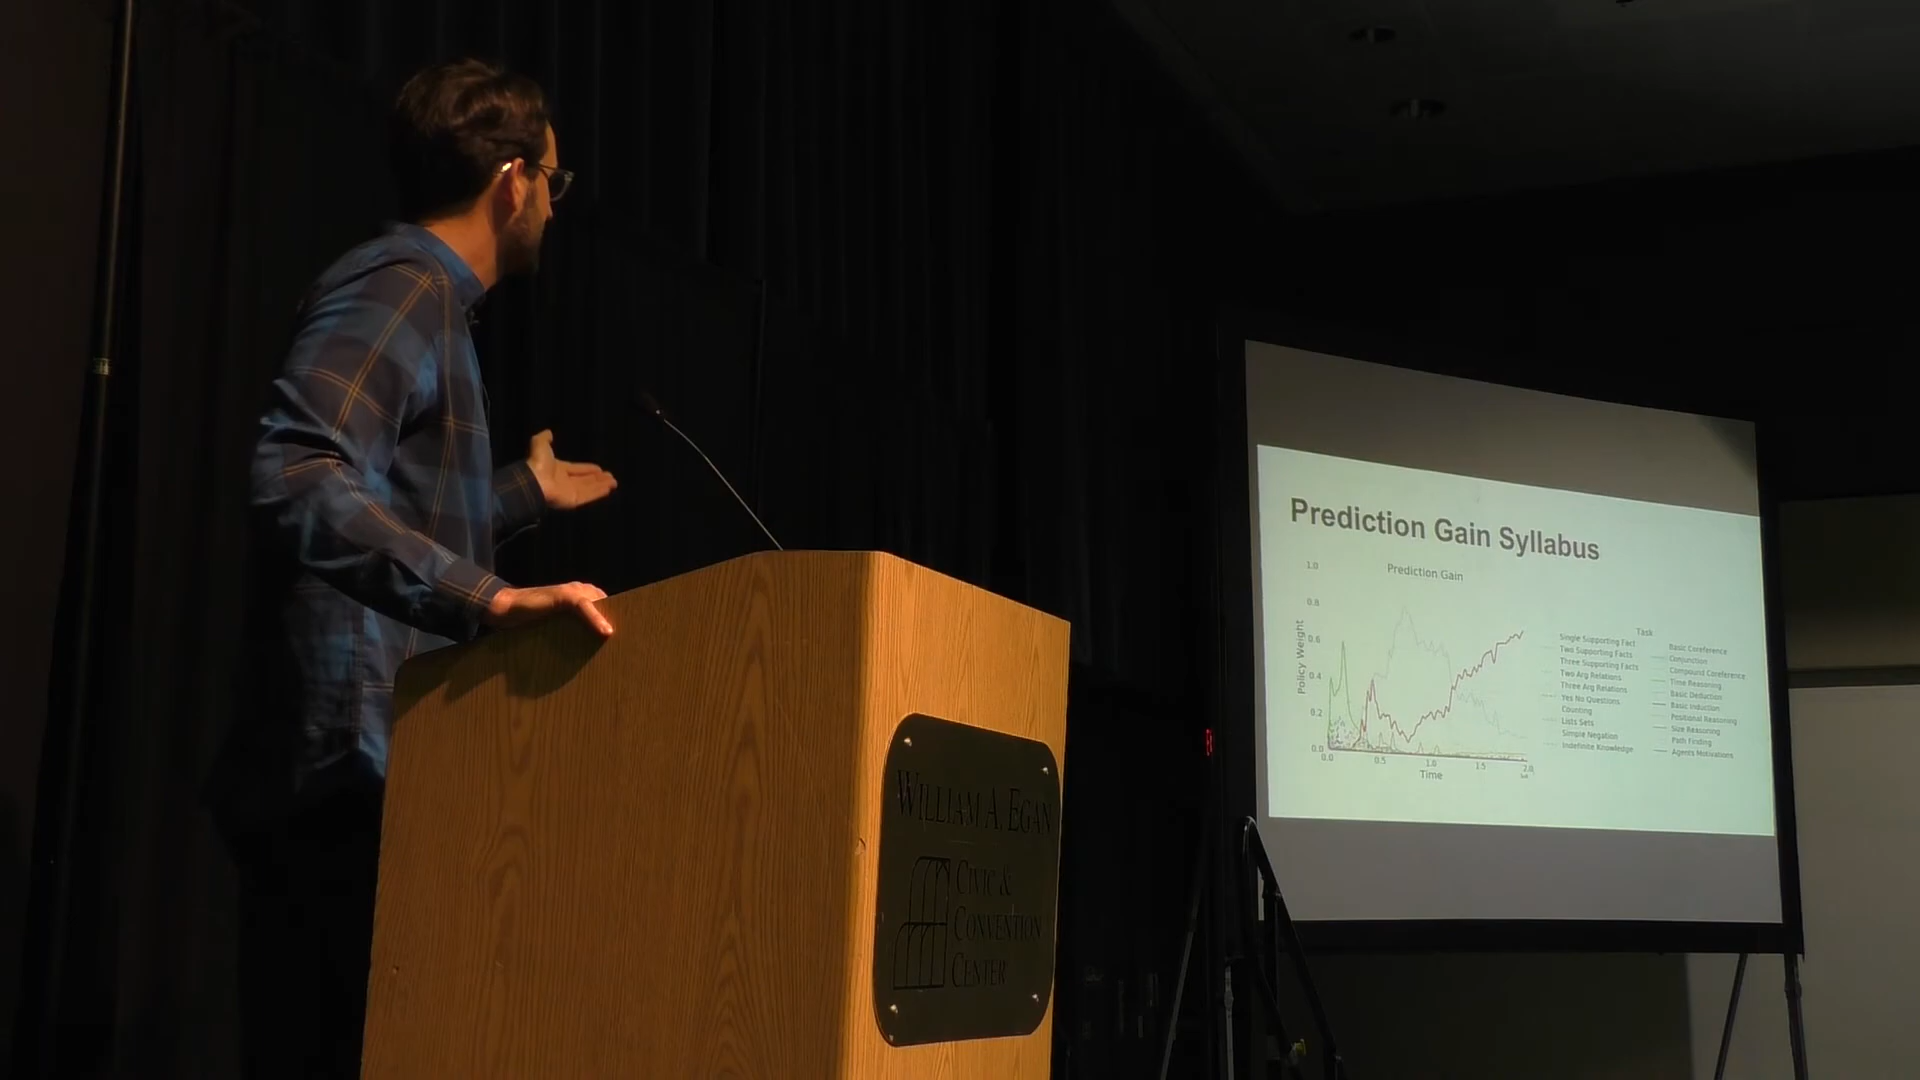 WILLIAM A. EGAN
CIVIC &
CONVENTION
CENTER
Prediction Gain Syllabus
Prediction Gain
1.0
0.8
0.6
0.4
0.2
0.0
Policy Weight
0.0 0.5 1.0 1.5 2.0
Time
Task
Single Supporting Fact
Two Supporting Facts
Three Supporting Facts
Two Arg Relations
Three Arg Relations
Yes No Questions
Counting
Lists Sets
Simple Negation
Indefinite Knowledge
Basic Coreference
Conjunction
Compound Coreference
Time Reasoning
Basic Deduction
Basic Induction
Positional Reasoning
Size Reasoning
Path Finding
Agents Motivations